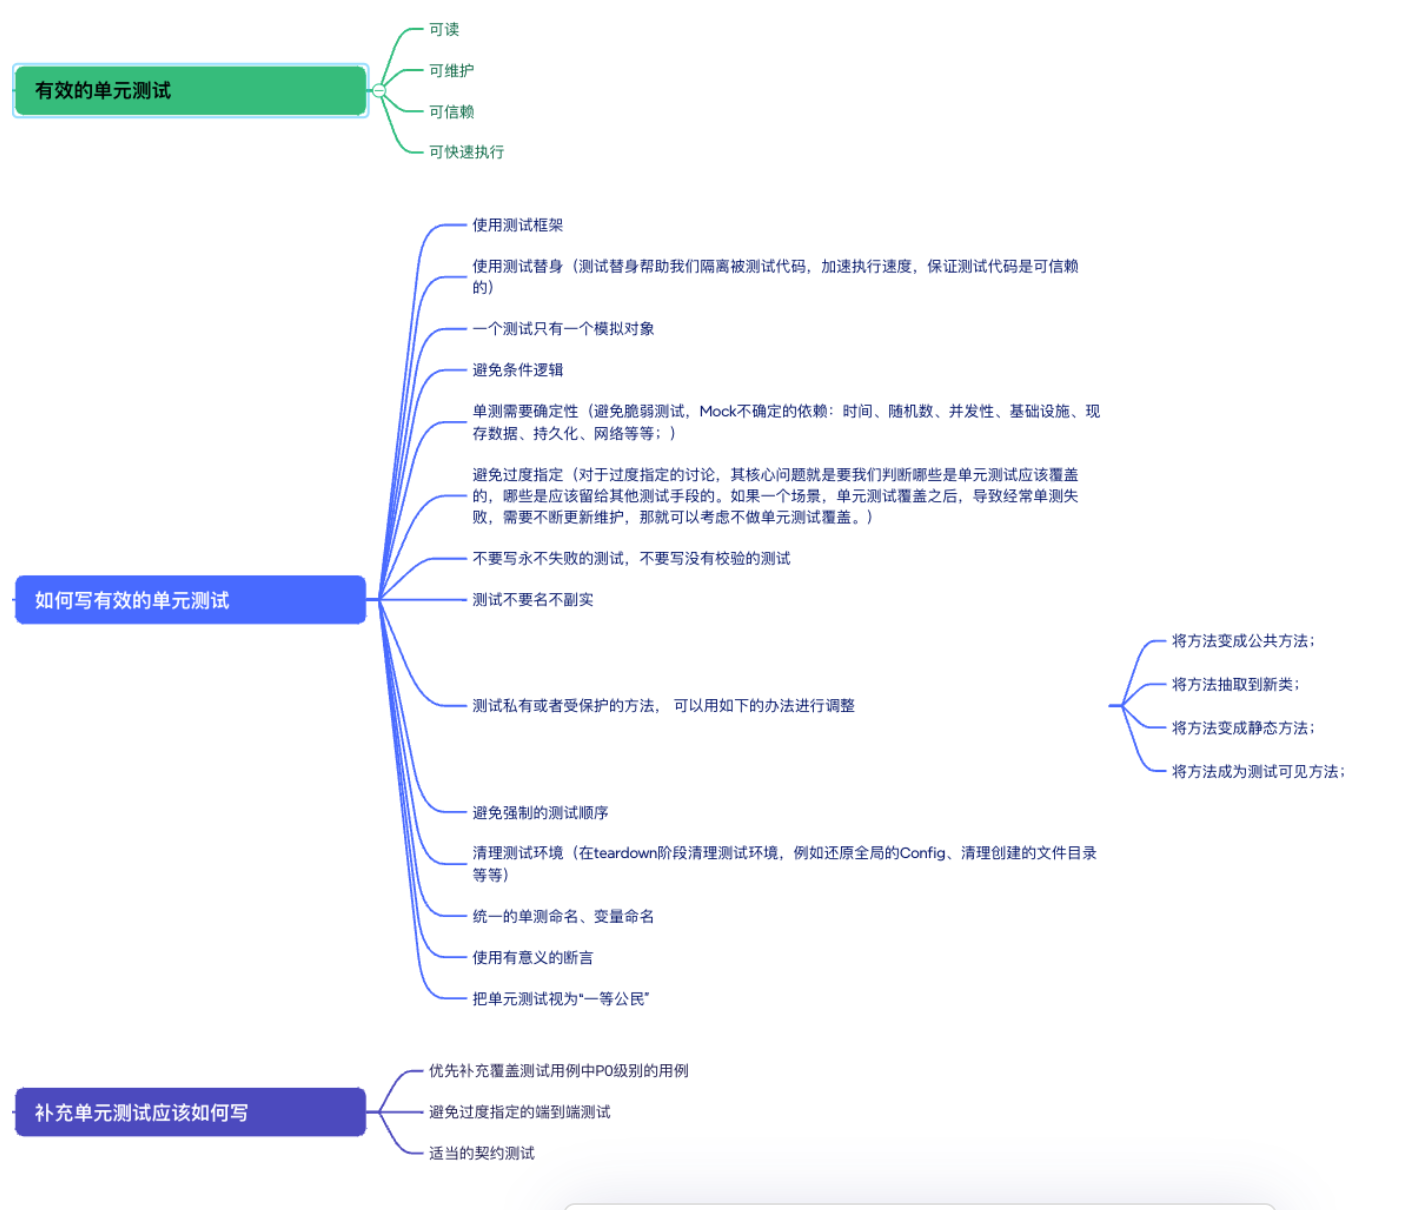 有效的单元测试
可读
可维护
可信赖
可快速执行
如何写有效的单元测试
使用测试框架
使用测试替身（测试替身帮助我们隔离被测试代码，加速执行速度，保证测试代码是可信赖
的）
一个测试只有一个模拟对象
避免条件逻辑
单测需要确定性（避免脆弱测试，Mock不确定的依赖：时间、随机数、并发性、基础设施、现
存数据、持久化、网络等等；）
避免过度指定（对于过度指定的讨论，其核心问题就是要我们判断哪些是单元测试应该覆盖
的，哪些是应该留给其他测试手段的。如果一个场景，单元测试覆盖之后，导致经常单测失
败，需要不断更新维护，那就可以考虑不做单元测试覆盖。）
不要写永不失败的测试，不要写没有校验的测试
测试不要名不副实
测试私有或者受保护的方法， 可以用如下的办法进行调整
将方法变成公共方法；
将方法抽取到新类；
将方法变成静态方法；
将方法成为测试可见方法；
避免强制的测试顺序
清理测试环境（在teardown阶段清理测试环境，例如还原全局的Config、清理创建的文件目录
等等）
统一的单测命名、变量命名
使用有意义的断言
把单元测试视为“一等公民”
补充单元测试应该如何写
优先补充覆盖测试用例中P0级别的用例
避免过度指定的端到端测试
适当的契约测试